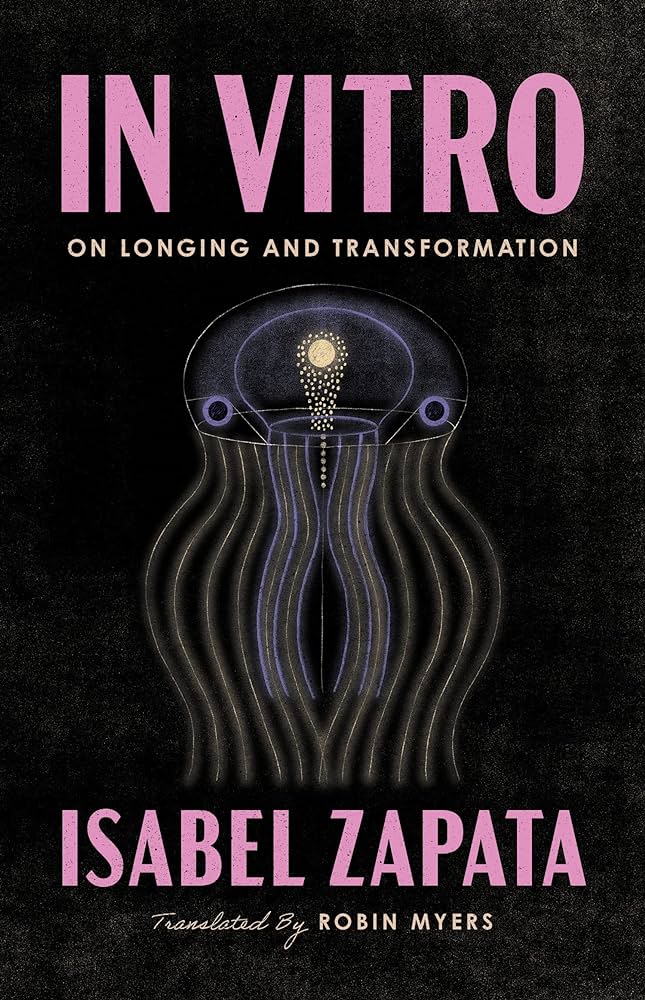 IN VITRO
ON LONGING AND TRANSFORMATION
ISABEL ZAPATA
Translated By ROBIN MYERS